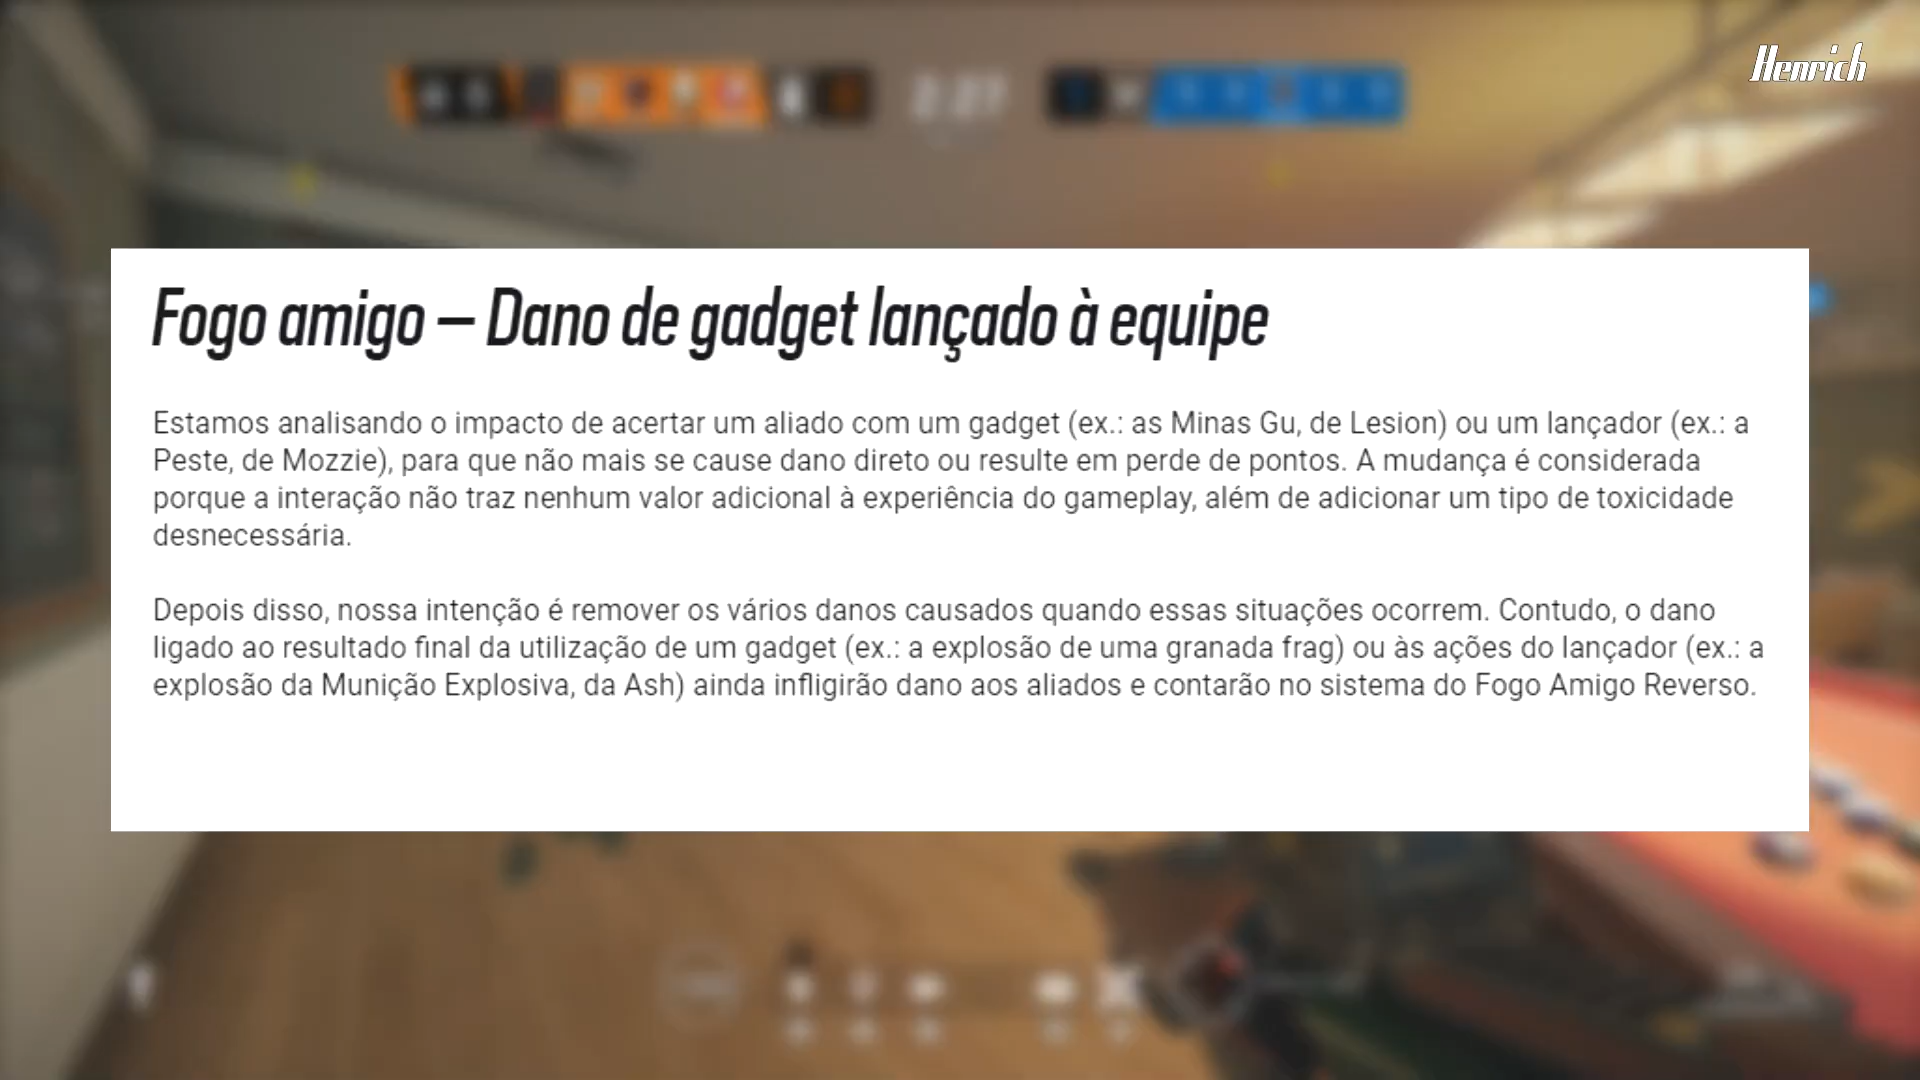 Henrich
Fogo amigo – Dano de gadget lançado à equipe
Estamos analisando o impacto de acertar um aliado com um gadget (ex.: as Minas Gu, de Lesion) ou um lançador (ex.: a
Peste, de Mozzie), para que não mais se cause dano direto ou resulte em perde de pontos. A mudança é considerada
porque a interação não traz nenhum valor adicional à experiência do gameplay, além de adicionar um tipo de toxicidade
desnecessária.
Depois disso, nossa intenção é remover os vários danos causados quando essas situações ocorrem. Contudo, o dano
ligado ao resultado final da utilização de um gadget (ex.: a explosão de uma granada frag) ou às ações do lançador (ex.: a
explosão da Munição Explosiva, da Ash) ainda infligirão dano aos aliados e contarão no sistema do Fogo Amigo Reverso.